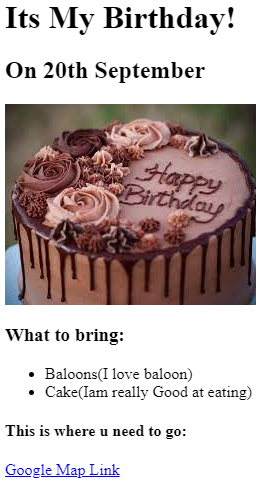 Its My Birthday!
On 20th September
Happy
Birthday
What to bring:
Baloons(I love baloon)
Cake(Iam really Good at eating)
This is where u need to go:
Google Map Link